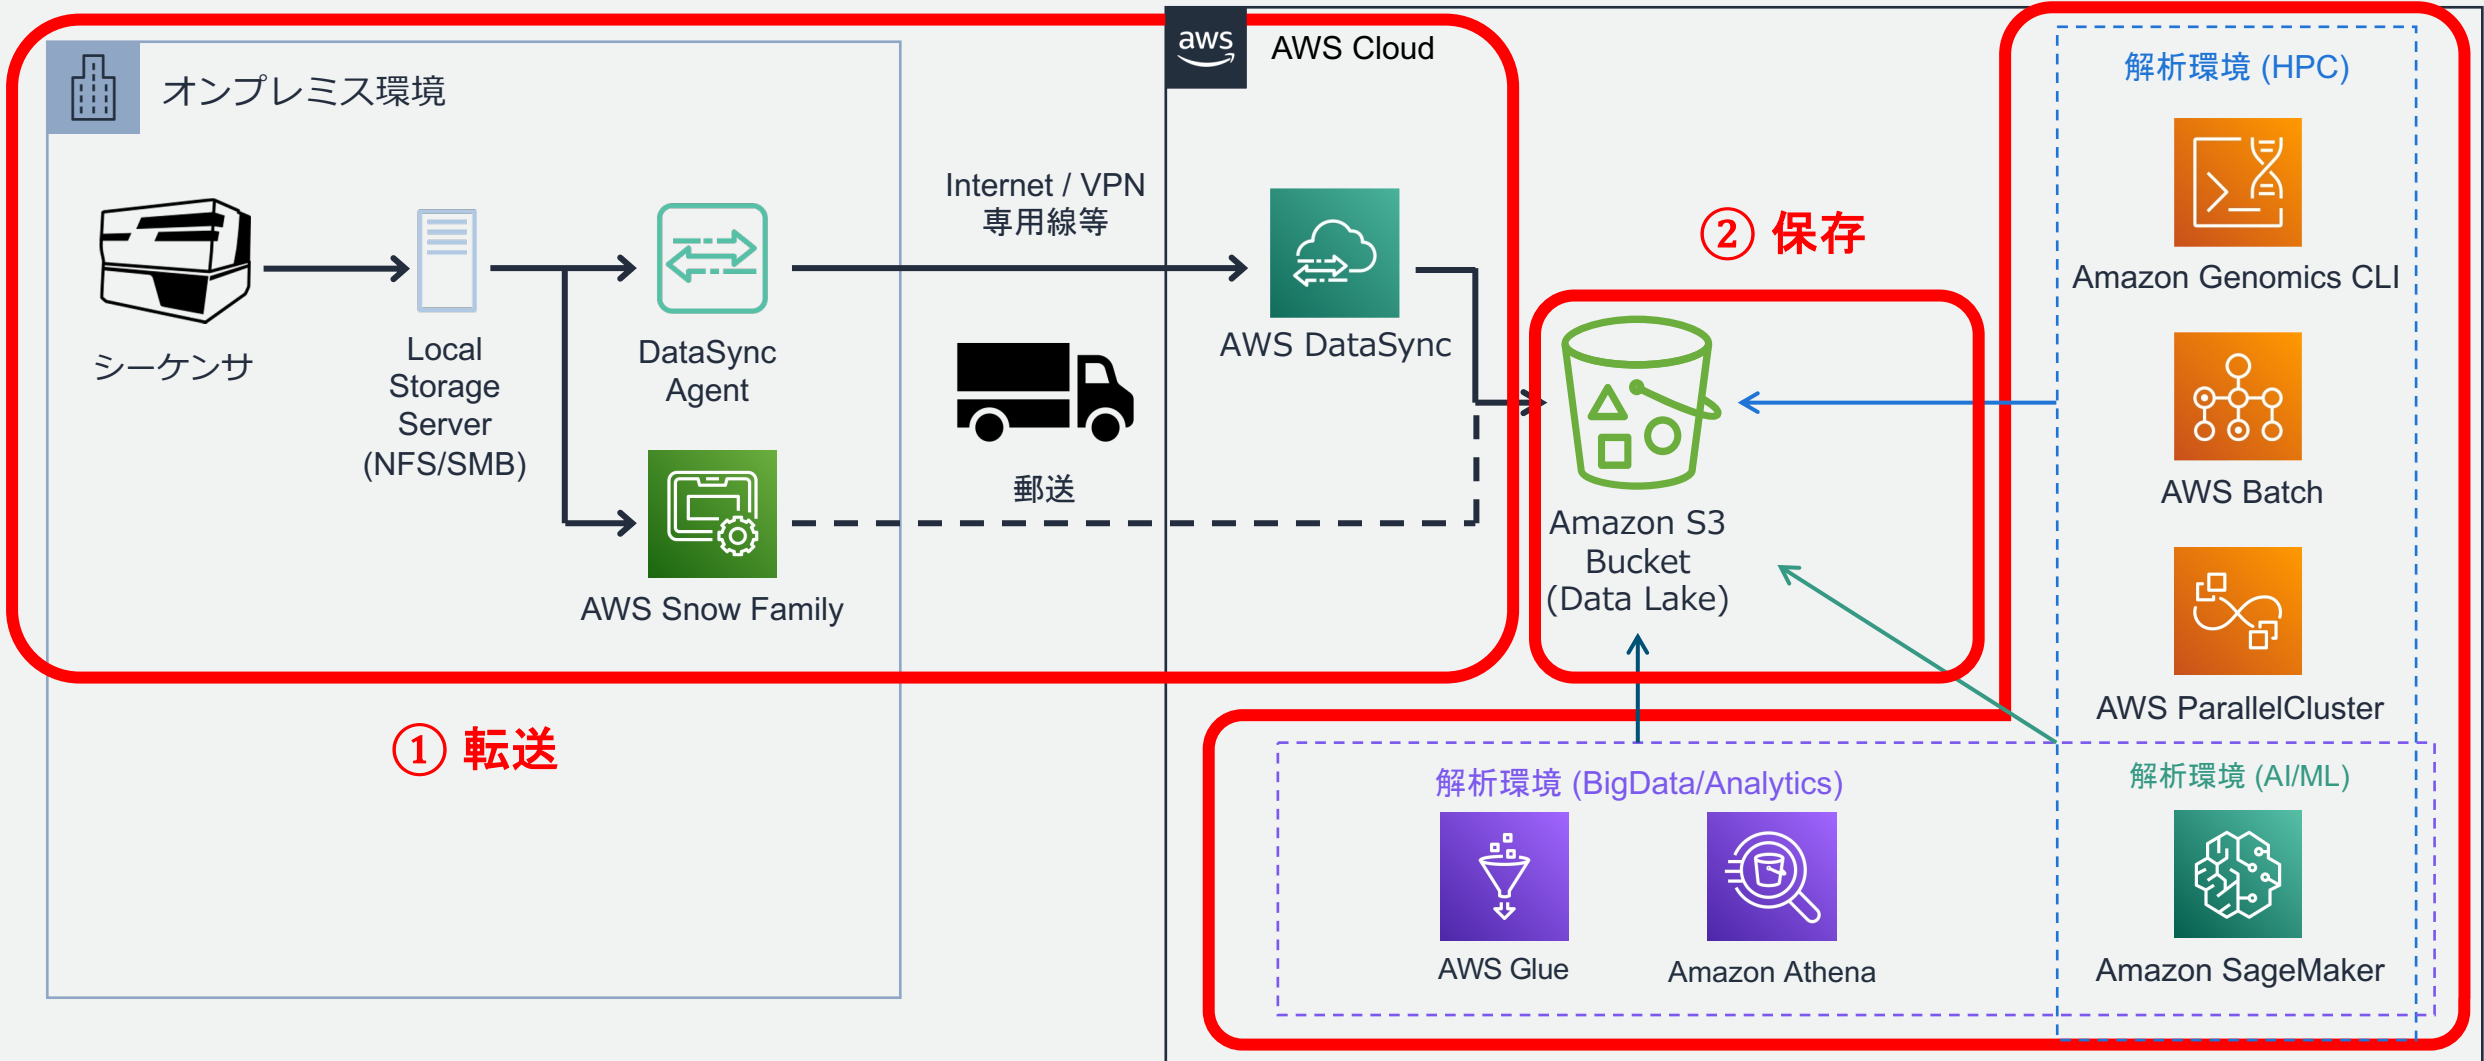 aws
AWS Cloud
オンプレミス環境
シーケンサ
Local
Storage
Server
(NFS/SMB)
DataSync
Agent
AWS Snow Family
Internet / VPN
専用線等
郵送
AWS DataSync
① 転送
② 保存
Amazon S3
Bucket
(Data Lake)
解析環境 (HPC)
Amazon Genomics CLI
AWS Batch
AWS ParallelCluster
解析環境 (BigData/Analytics)
AWS Glue
Amazon Athena
解析環境 (AI/ML)
Amazon SageMaker